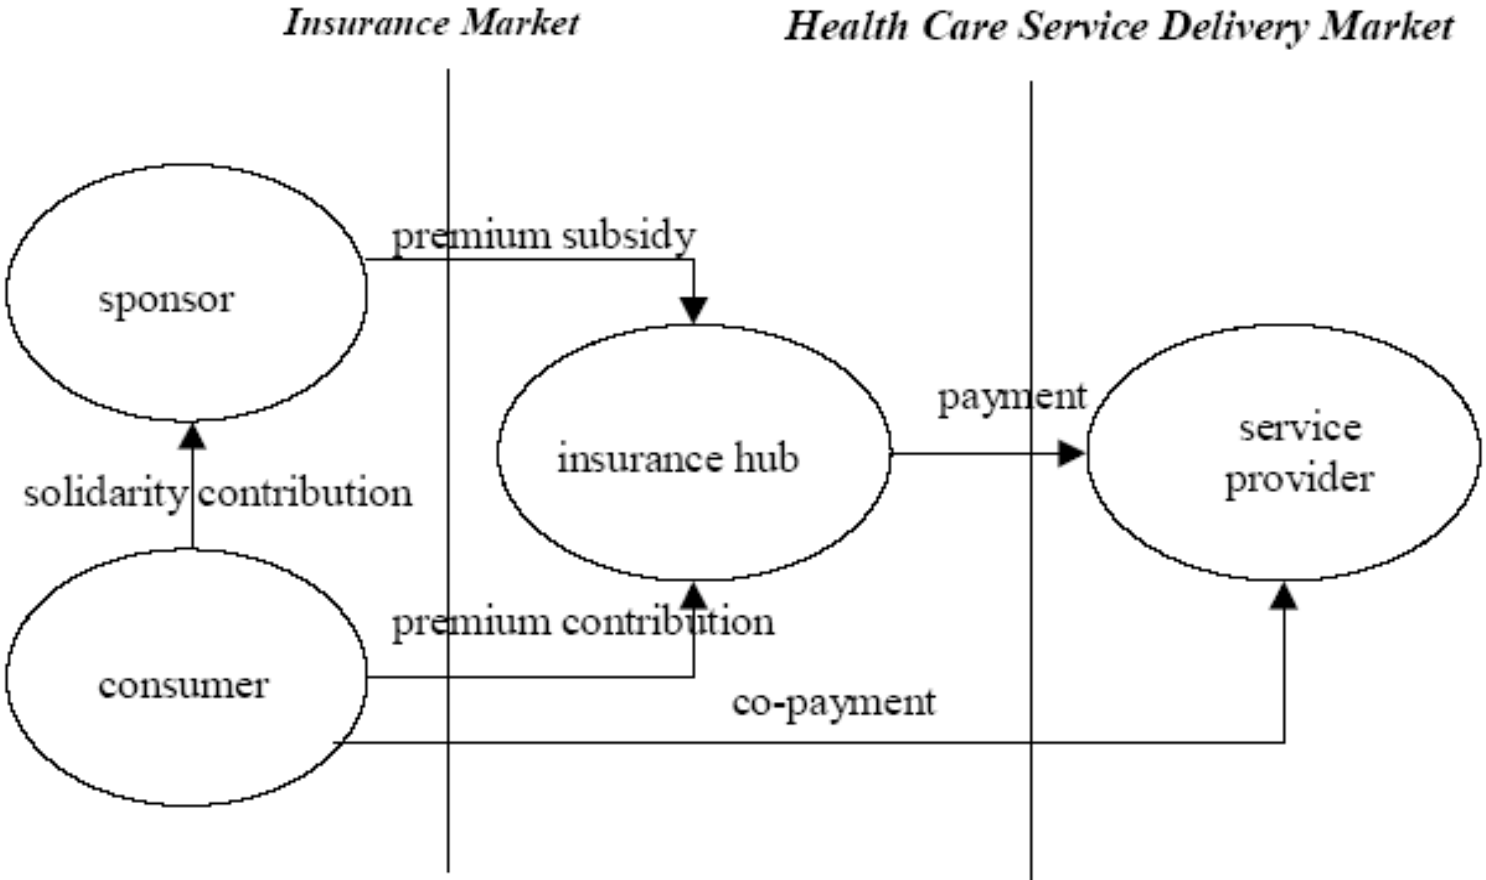 Insurance Market
Health Care Service Delivery Market
premium subsidy
sponsor
payment
service
provider
insurance hub
solidarity contribution
premium contribution
consumer
co-payment